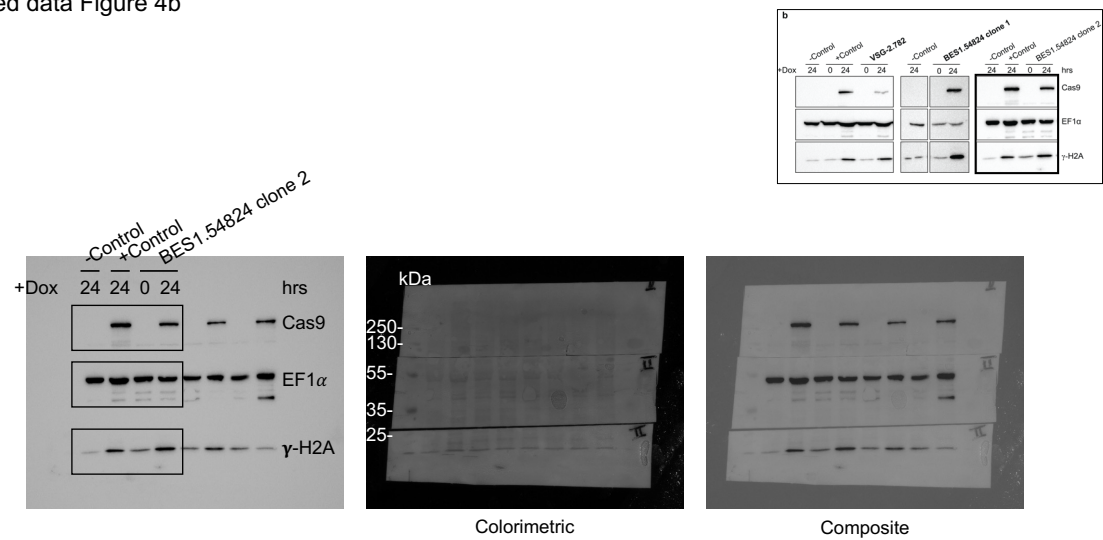 ed data Figure 4b
b
-Control +Control VSG-2.782 -Control BES1.54824 clone 1 -Control +Control BES1.54824 clone 2
+Dox 24 0 24 0 24 24 0 24 24 24 0 24 hrs
Cas9
EF1α
γ-H2A
-Control +Control BES1.54824 clone 2
+Dox 24 24 0 24 hrs
Cas9
EF1α
γ-H2A
kDa
250-
130-
55-
35-
25-
I
II
III
Colorimetric
Composite